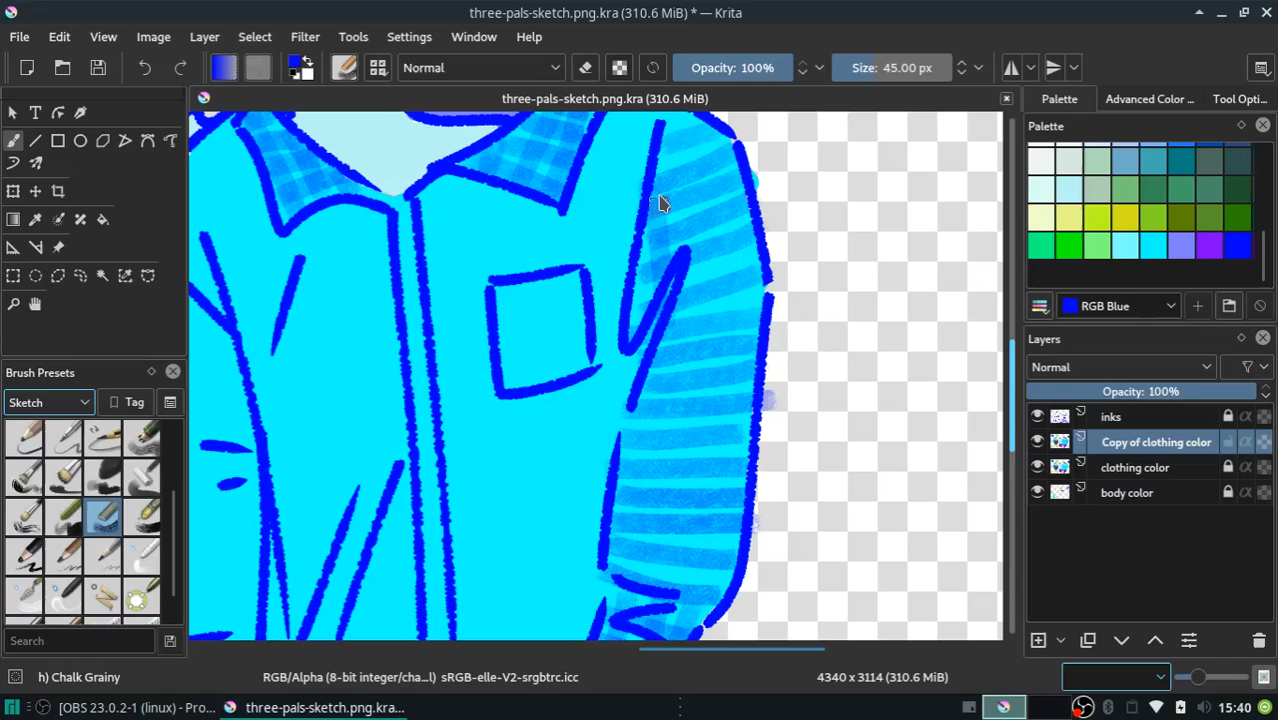 three-pals-sketch.png.kra (310.6 MiB) * — Krita
File Edit View Image Layer Select Filter Tools Settings Window Help
Normal Opacity: 100% Size: 45.00 px
three-pals-sketch.png.kra (310.6 MiB)
Palette Advanced Color ... Tool Opti...
Palette
RGB Blue
Layers
Normal
Opacity: 100%
inks
Copy of clothing color
clothing color
body color
Brush Presets
Sketch Tag
Search
h) Chalk Grainy RGB/Alpha (8-bit integer/cha...l) sRGB-elle-V2-srgbtrc.icc 4340 x 3114 (310.6 MiB)
[OBS 23.0.2-1 (linux) - Pro... three-pals-sketch.png.kra... 15:40